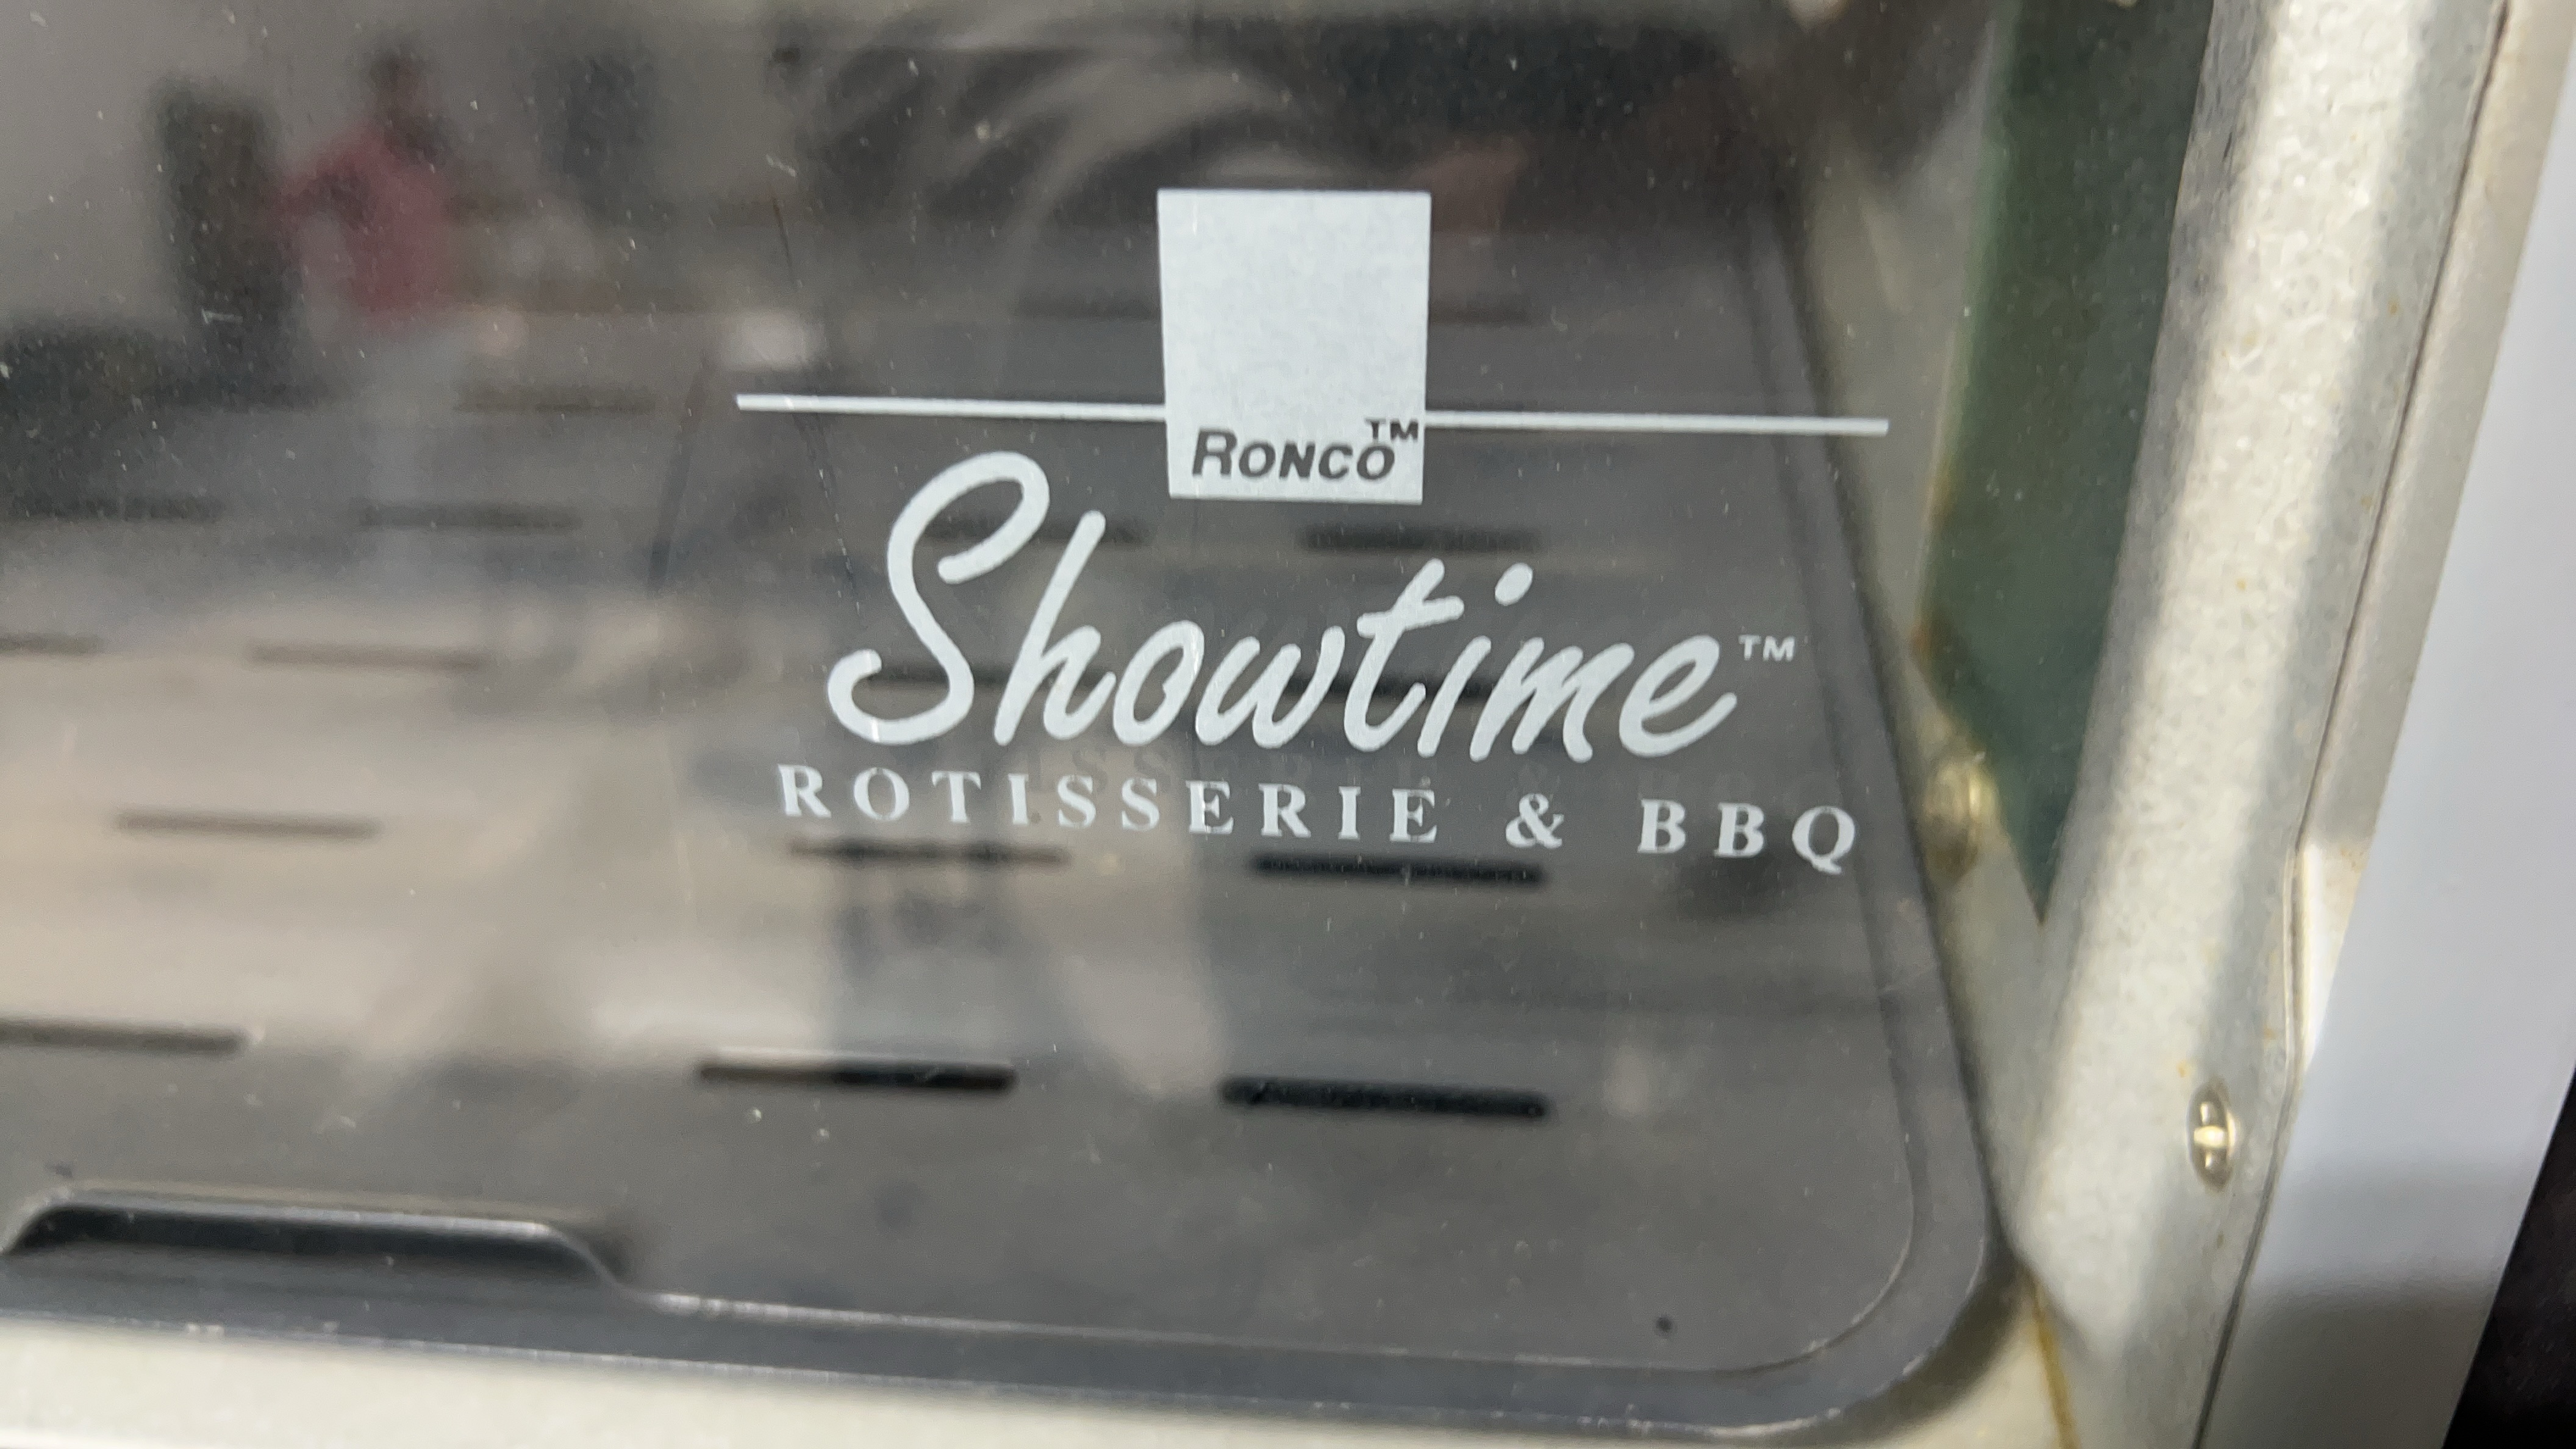 RONCO™
Showtime™
ROTISSERIE & BBQ